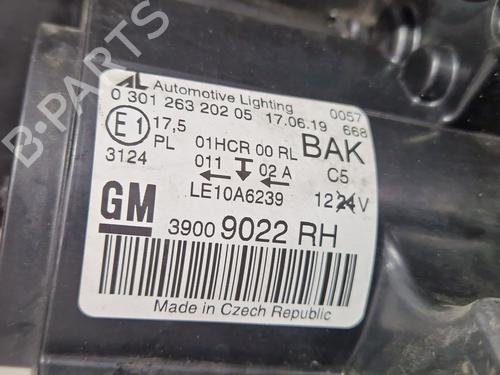 AL Automotive Lighting 0057
0 301 263 202 05 17.06.19 668
E1 17,5 01HCR 00 RL BAK
PL
3124 011 02 A C5
LE10A6239 12 24 V
GM 3900 9022 RH
Made in Czech Republic
B-PARTS